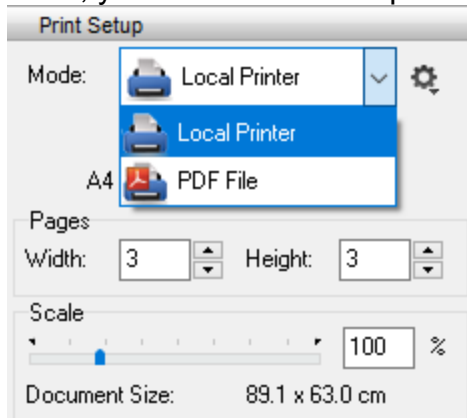 Print Setup
Mode: Local Printer
Local Printer
A4 PDF File
Pages
Width: 3 Height: 3
Scale
100 %
Document Size: 89.1 x 63.0 cm